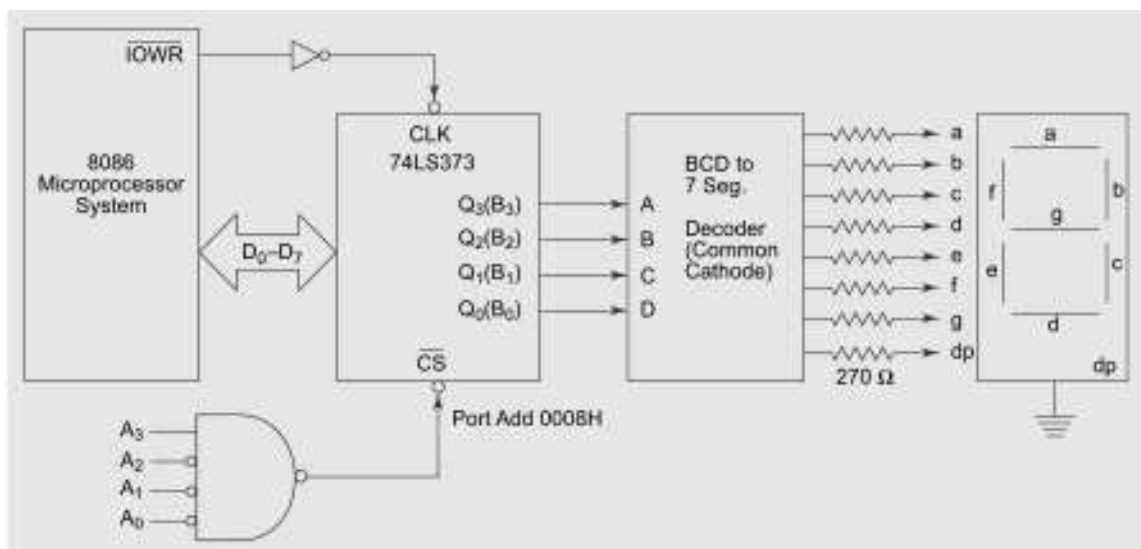 IOWR
8086
Microprocessor
System
D₀–D₇
CLK
74LS373
Q₃(B₃)
Q₂(B₂)
Q₁(B₁)
Q₀(B₀)
CS
Port Add 0008H
A₃
A₂
A₁
A₀
A
B
C
D
BCD to
7 Seg.
Decoder
(Common
Cathode)
a
b
c
d
e
f
g
dp
270 Ω
a
f
b
g
e
c
d
dp